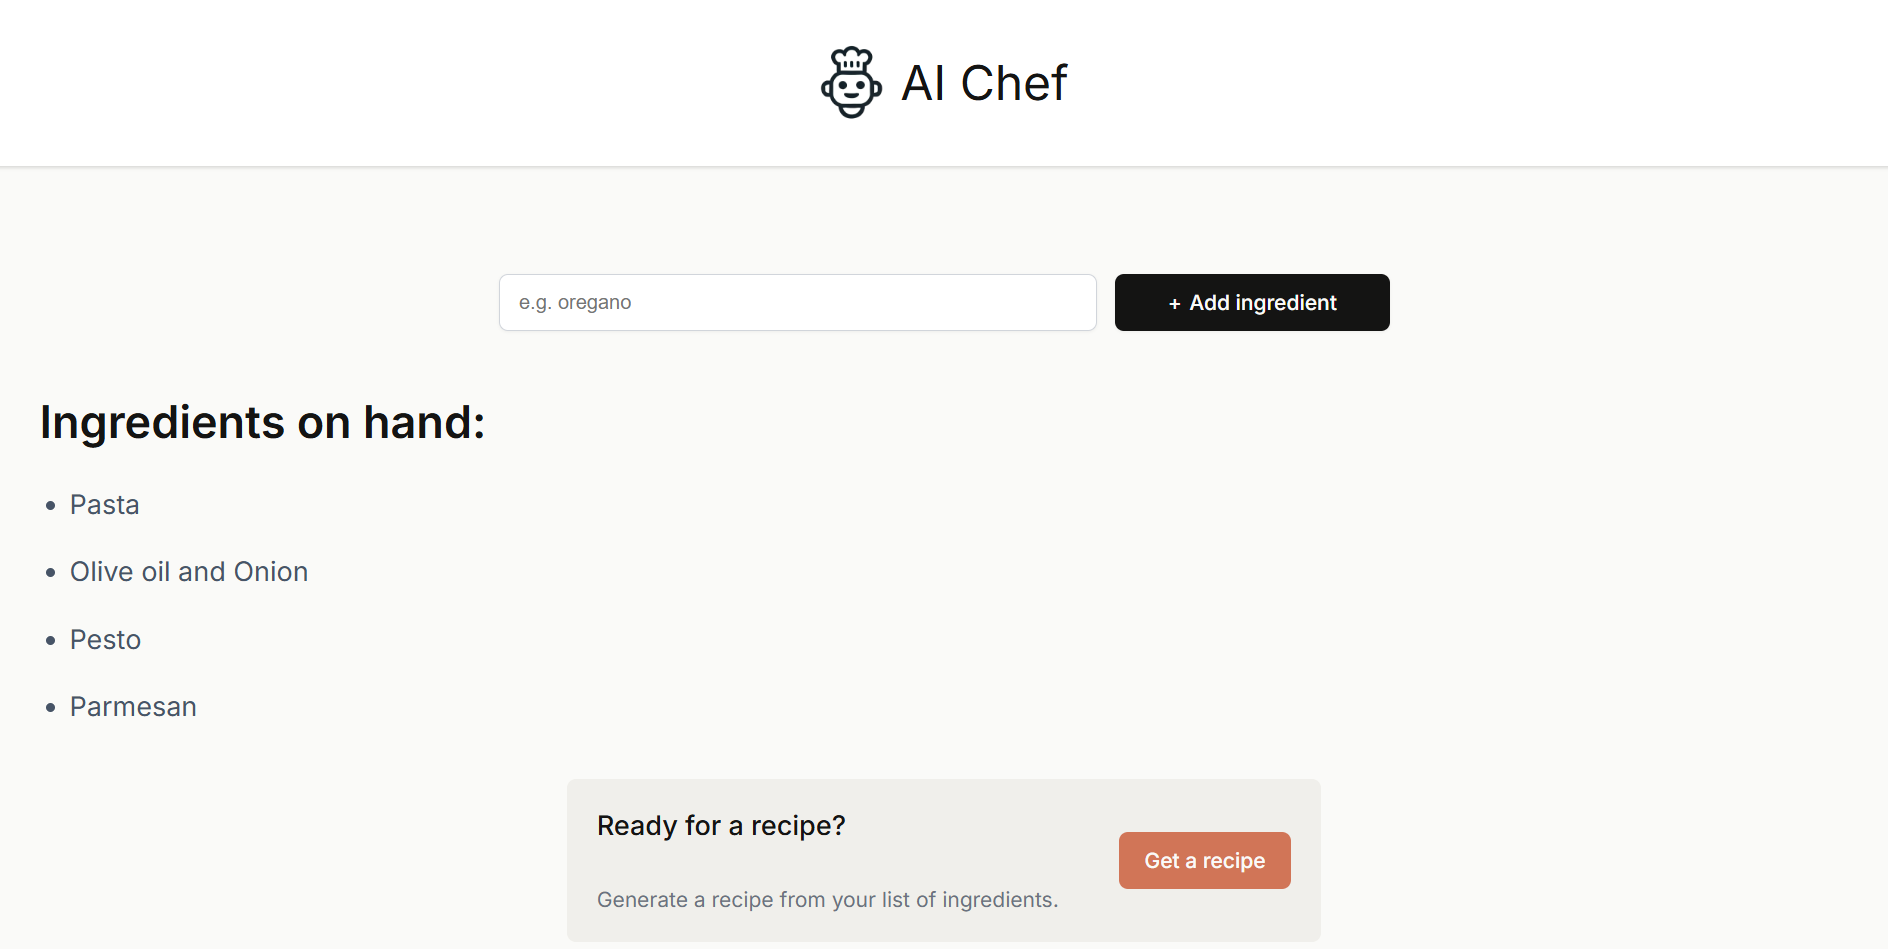 AI Chef
e.g. oregano
+ Add ingredient
Ingredients on hand:
• Pasta
• Olive oil and Onion
• Pesto
• Parmesan
Ready for a recipe?
Get a recipe
Generate a recipe from your list of ingredients.